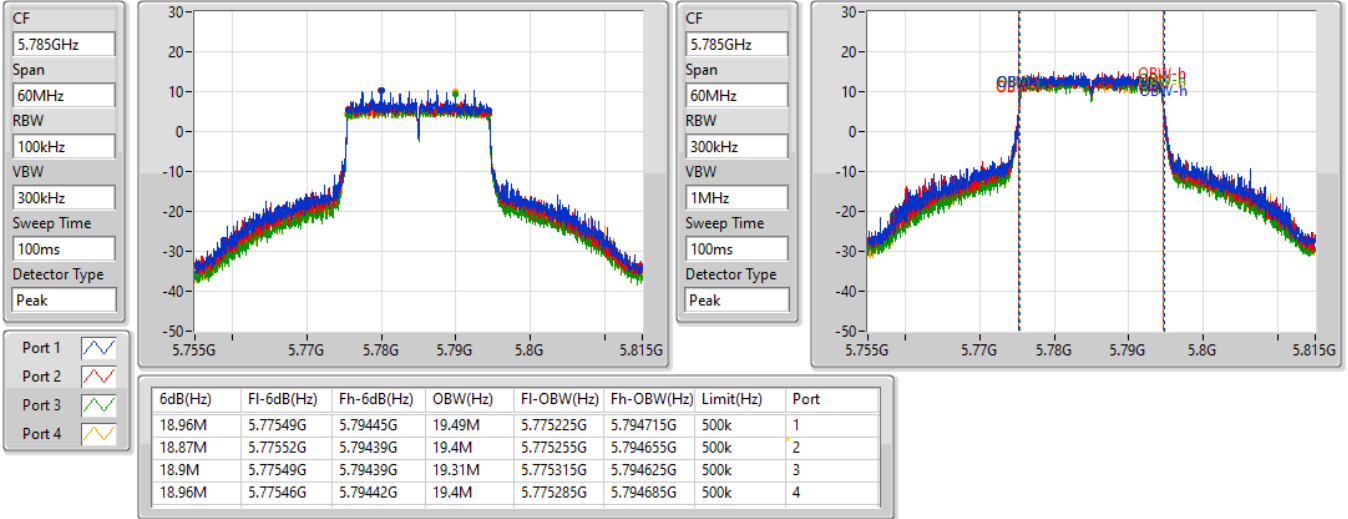 CF
5.785GHz
Span
60MHz
RBW
100kHz
VBW
300kHz
Sweep Time
100ms
Detector Type
Peak
30
20
10
0
-10
-20
-30
-40
-50
5.755G 5.77G 5.78G 5.79G 5.8G 5.815G
CF
5.785GHz
Span
60MHz
RBW
300kHz
VBW
1MHz
Sweep Time
100ms
Detector Type
Peak
30
20
10
0
-10
-20
-30
-40
-50
OBW-h
OBW-h
5.755G 5.77G 5.78G 5.79G 5.8G 5.815G
Port 1
Port 2
Port 3
Port 4
6dB(Hz) Fl-6dB(Hz) Fh-6dB(Hz) OBW(Hz) Fl-OBW(Hz) Fh-OBW(Hz) Limit(Hz) Port
18.96M 5.77549G 5.79445G 19.49M 5.775225G 5.794715G 500k 1
18.87M 5.77552G 5.79439G 19.4M 5.775255G 5.794655G 500k 2
18.9M 5.77549G 5.79439G 19.31M 5.775315G 5.794625G 500k 3
18.96M 5.77546G 5.79442G 19.4M 5.775285G 5.794685G 500k 4